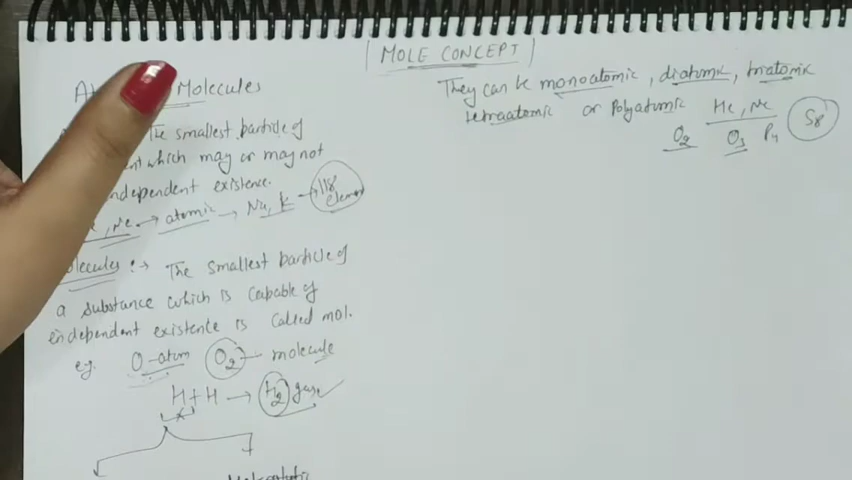 MOLE CONCEPT
Molecules
The smallest particle of
which may or may not
independent existence.
Ne → atomic → Na, K → 118
molecules :→ The smallest particle of
a substance which is capable of
independent existence is called mol.
eg. O-atom O2 - molecule
H + H → H2 gas
They can be monoatomic, diatomic, triatomic
tetraatomic or Polyatomic He, Ne
O2 O3 P4 S8